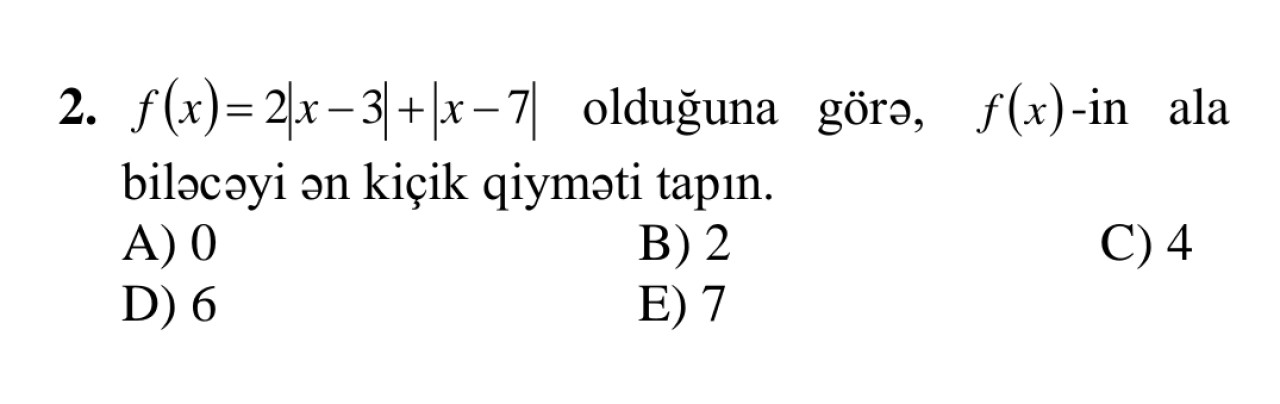 2. f(x)=2|x−3|+|x−7| olduğuna görə, f(x)-in ala
biləcəyi ən kiçik qiyməti tapın.
A) 0 B) 2 C) 4
D) 6 E) 7